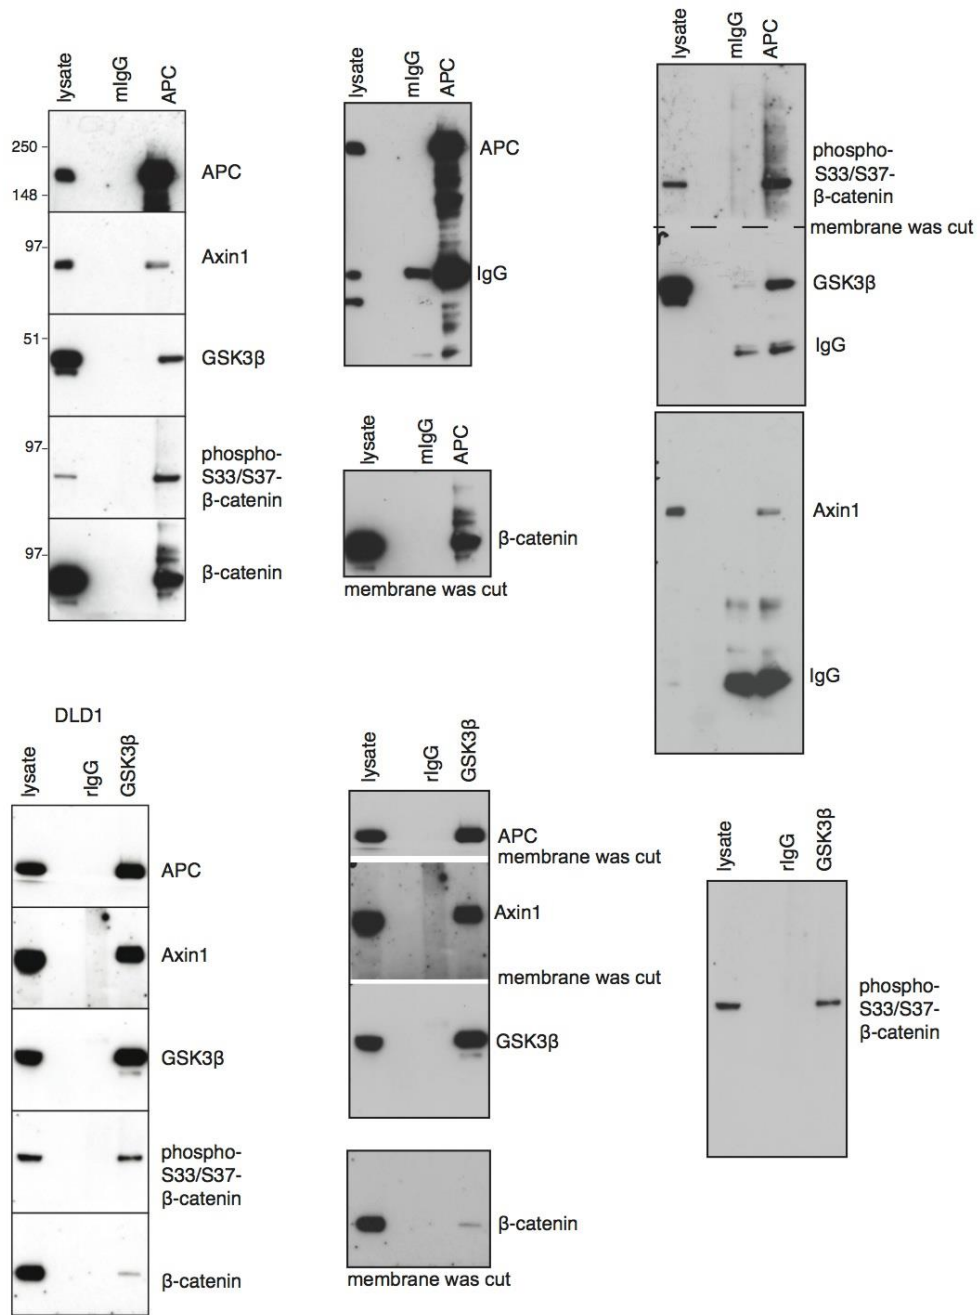 lysate
mIgG
APC
250
148
APC
97
Axin1
51
GSK3β
97
phospho-
S33/S37-
β-catenin
97
β-catenin
lysate
mIgG
APC
APC
IgG
lysate
mIgG
APC
β-catenin
membrane was cut
lysate
mIgG
APC
phospho-
S33/S37-
β-catenin
membrane was cut
GSK3β
IgG
Axin1
IgG
DLD1
lysate
rIgG
GSK3β
APC
Axin1
GSK3β
phospho-
S33/S37-
β-catenin
β-catenin
lysate
rIgG
GSK3β
APC
membrane was cut
Axin1
membrane was cut
GSK3β
β-catenin
membrane was cut
lysate
rIgG
GSK3β
phospho-
S33/S37-
β-catenin